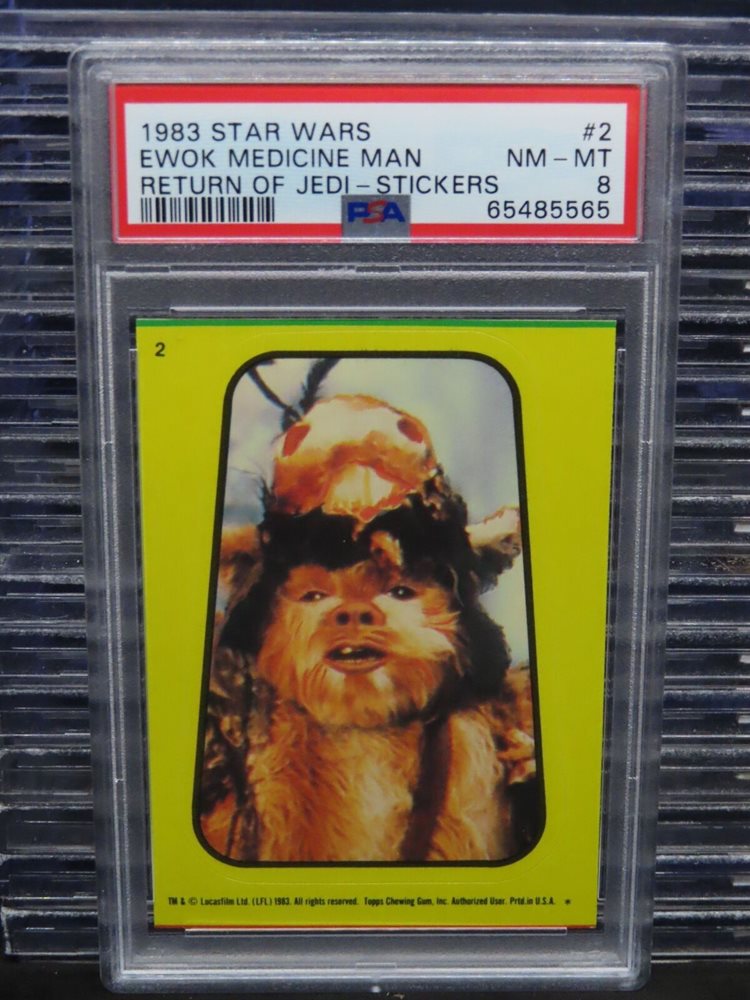 1983 STAR WARS #2
EWOK MEDICINE MAN NM-MT
RETURN OF JEDI-STICKERS 8
PSA 65485565
2
TM & © Lucasfilm Ltd. (LFL) 1983. All rights reserved. Topps Chewing Gum, Inc. Authorized User. Prtd.in U.S.A. *